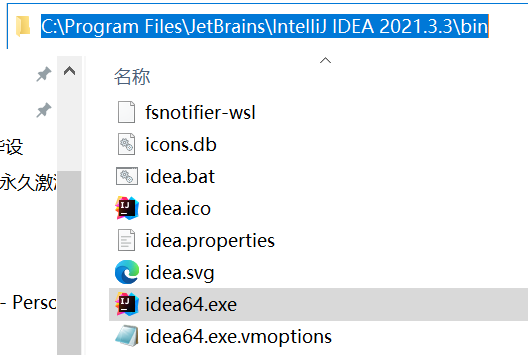 C:\Program Files\JetBrains\IntelliJ IDEA 2021.3.3\bin
名称
fsnotifier-wsl
icons.db
idea.bat
idea.ico
idea.properties
idea.svg
idea64.exe
idea64.exe.vmoptions
设
永久激
- Perso